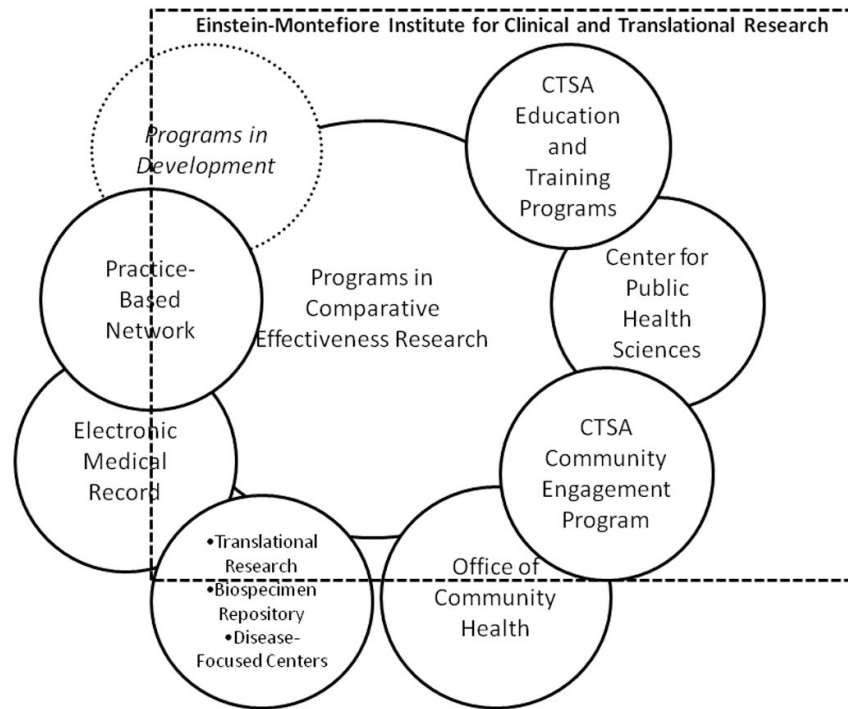 Einstein-Montefiore Institute for Clinical and Translational Research
Programs in
Development
CTSA
Education
and
Training
Programs
Practice-
Based
Network
Programs in
Comparative
Effectiveness Research
Center for
Public
Health
Sciences
Electronic
Medical
Record
CTSA
Community
Engagement
Program
•Translational
Research
•Biospecimen
Repository
•Disease-
Focused Centers
Office of
Community
Health